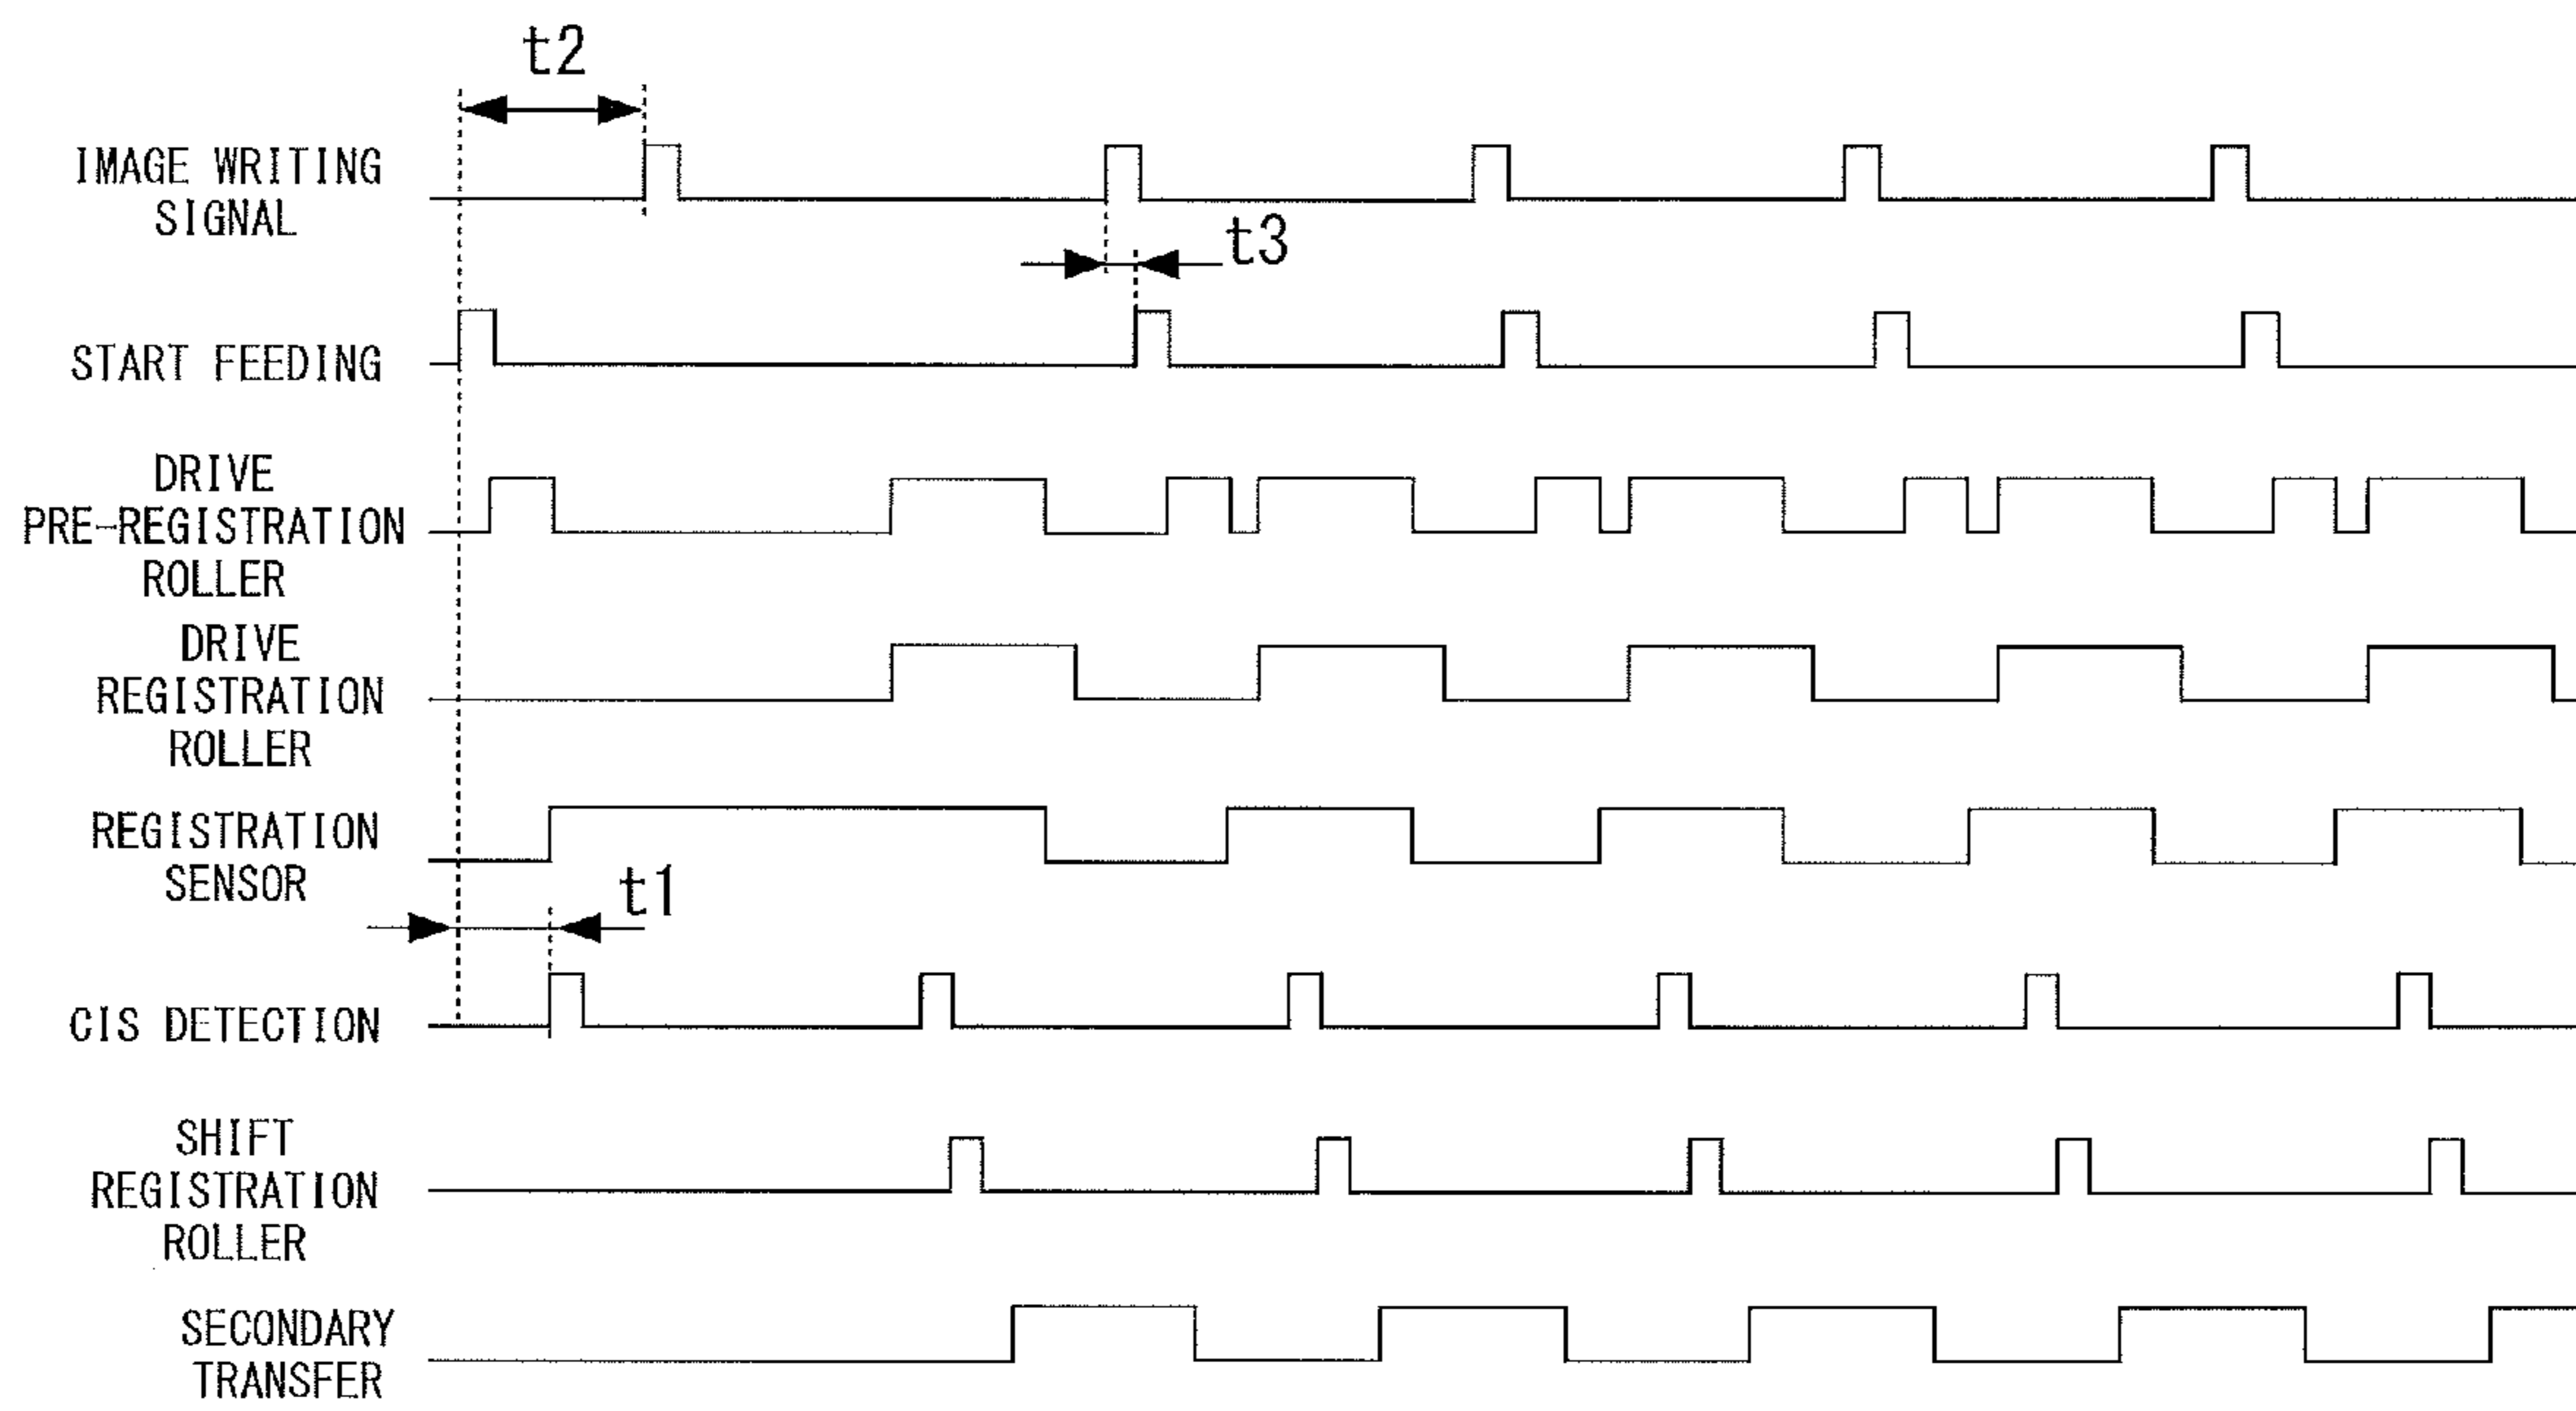 t2
IMAGE WRITING
SIGNAL
t3
START FEEDING
DRIVE
PRE-REGISTRATION
ROLLER
DRIVE
REGISTRATION
ROLLER
REGISTRATION
SENSOR
t1
CIS DETECTION
SHIFT
REGISTRATION
ROLLER
SECONDARY
TRANSFER